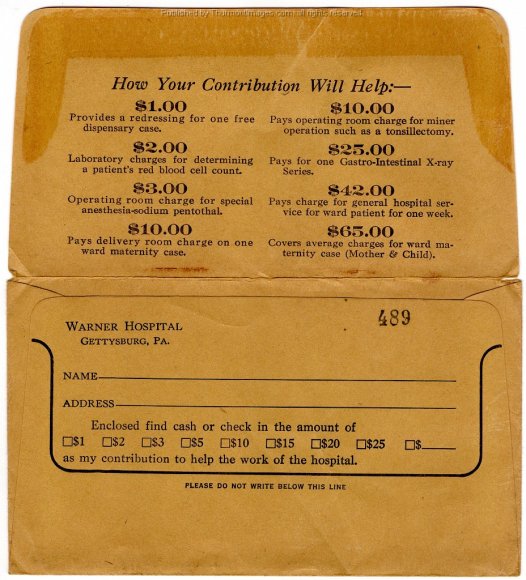 Published by ThurmontImages.com all rights reserved
How Your Contribution Will Help:—
$1.00
Provides a redressing for one free
dispensary case.
$2.00
Laboratory charges for determining
a patient's red blood cell count.
$3.00
Operating room charge for special
anesthesia-sodium pentothal.
$10.00
Pays delivery room charge on one
ward maternity case.
$10.00
Pays operating room charge for miner
operation such as a tonsillectomy.
$25.00
Pays for one Gastro-Intestinal X-ray
Series.
$42.00
Pays charge for general hospital ser-
vice for ward patient for one week.
$65.00
Covers average charges for ward ma-
ternity case (Mother & Child).
489
WARNER HOSPITAL
GETTYSBURG, PA.
NAME
ADDRESS
Enclosed find cash or check in the amount of
□$1 □$2 □$3 □$5 □$10 □$15 □$20 □$25 □$
as my contribution to help the work of the hospital.
PLEASE DO NOT WRITE BELOW THIS LINE